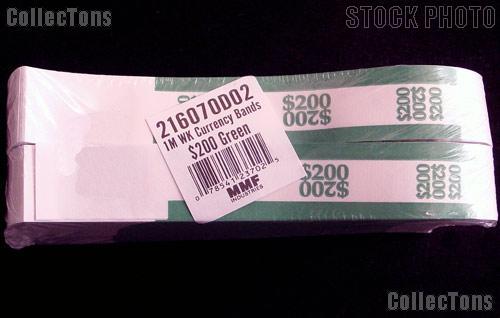 CollecTons
STOCK PHOTO
216070D02
1M WK Currency Bands
$200 Green
0 78541 23702 5
MMF
INDUSTRIES
$200
$200
$200
$200
$200
$200
$200
$200
$200
$200
CollecTons